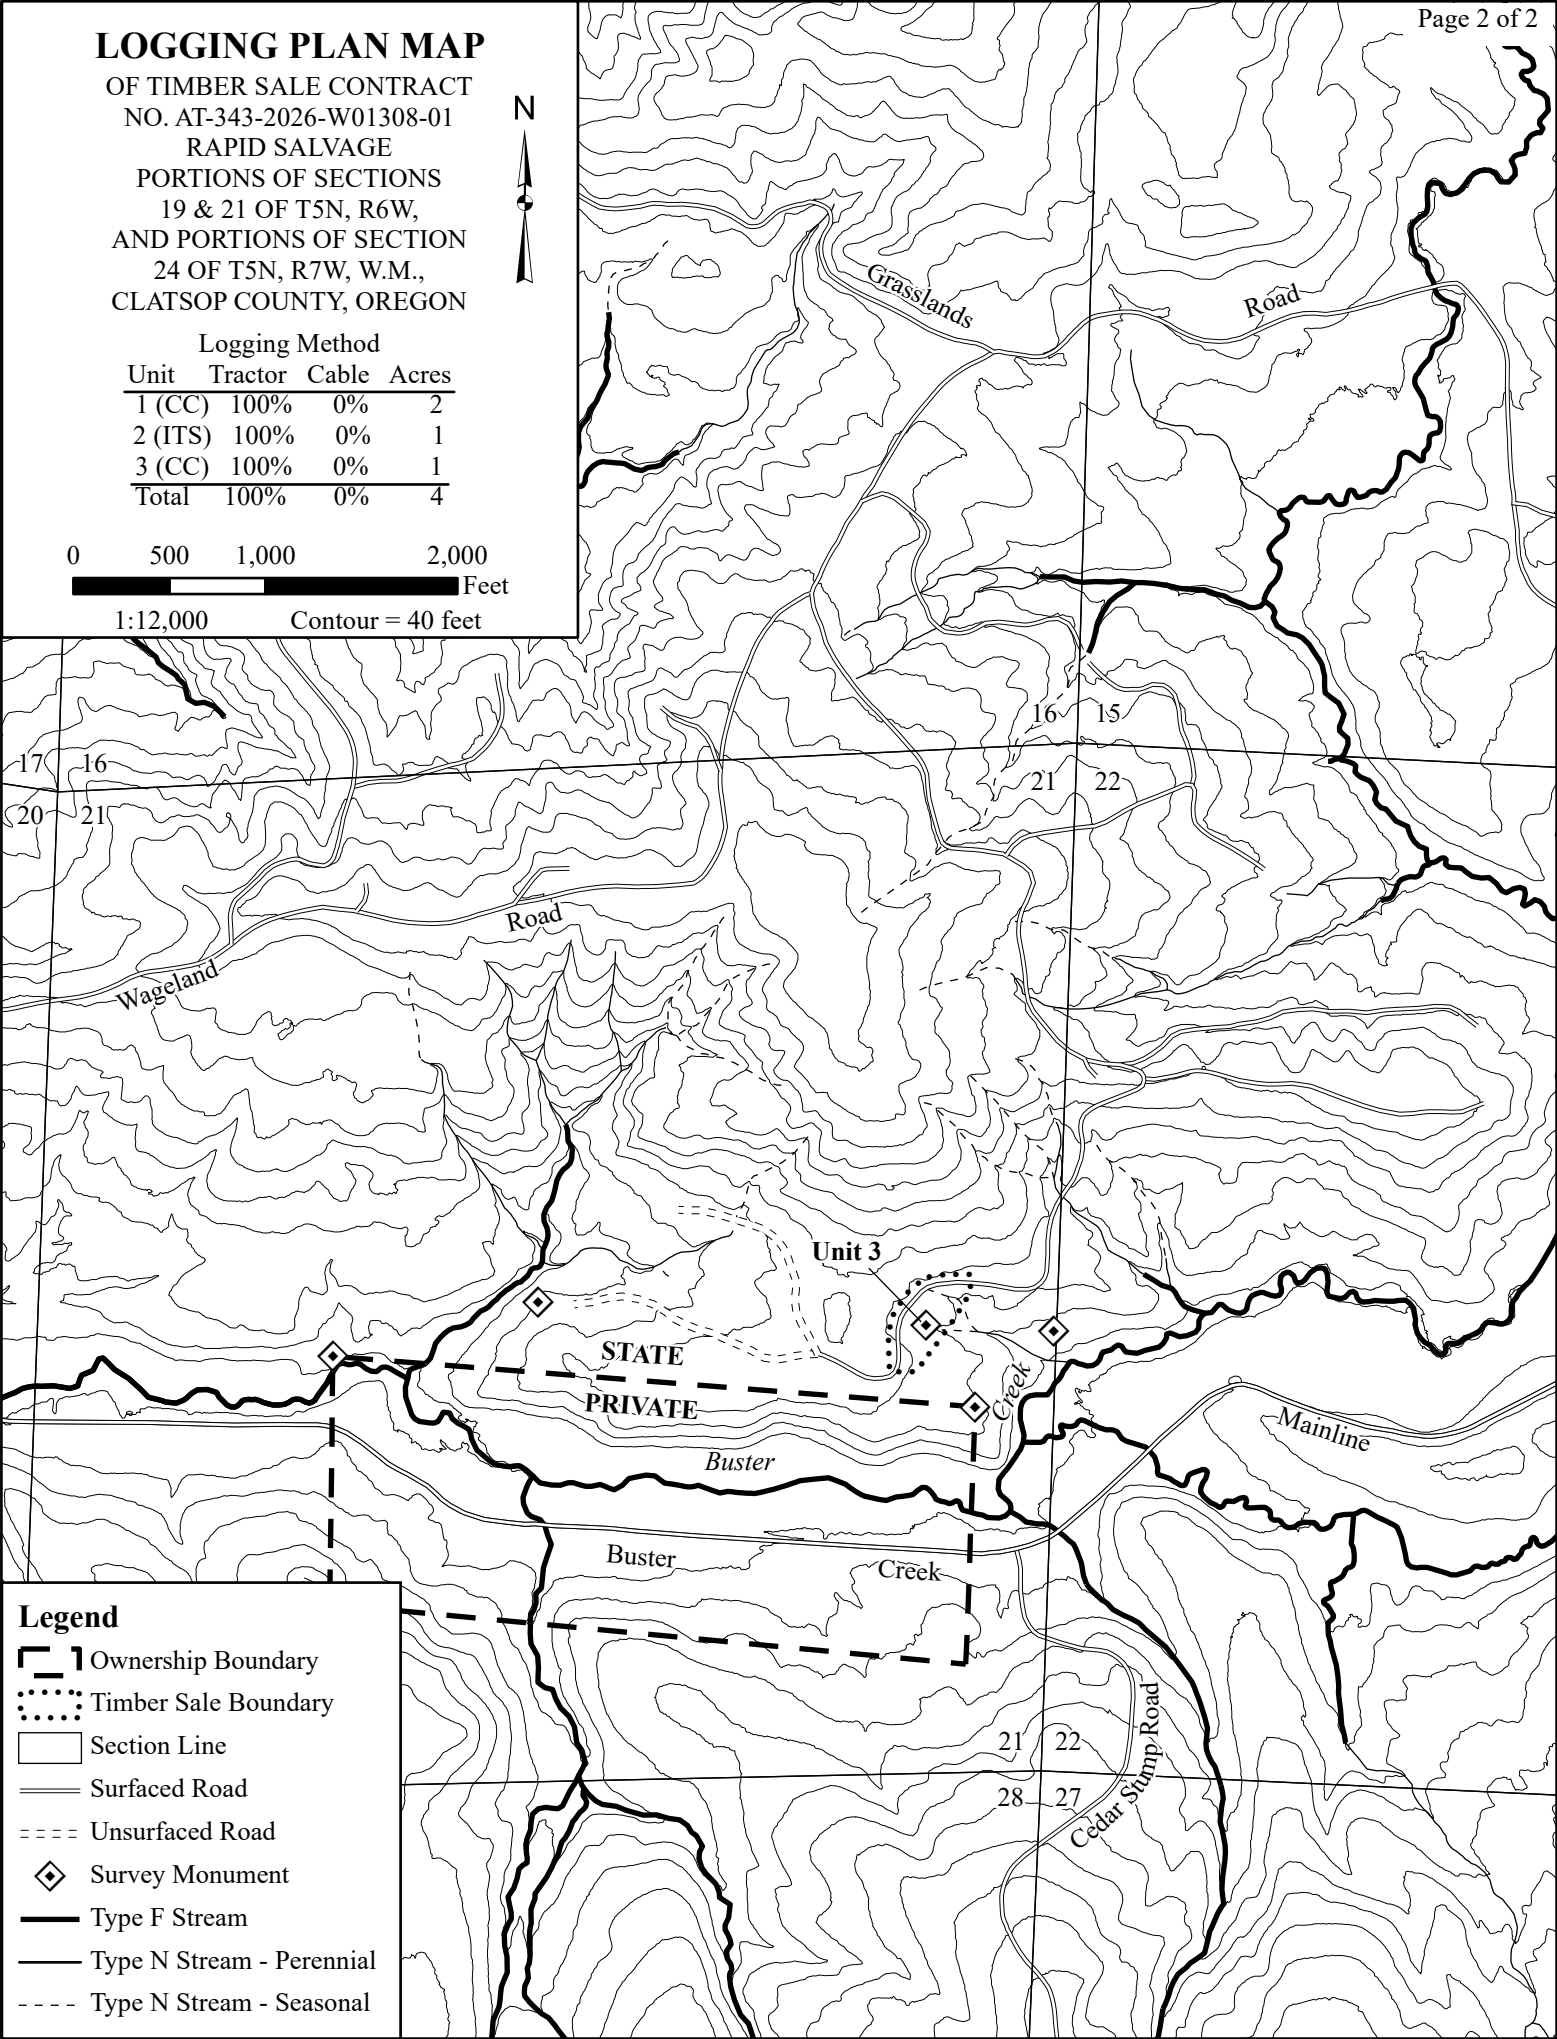 Page 2 of 2
LOGGING PLAN MAP
OF TIMBER SALE CONTRACT
NO. AT-343-2026-W01308-01
RAPID SALVAGE
PORTIONS OF SECTIONS
19 & 21 OF T5N, R6W,
AND PORTIONS OF SECTION
24 OF T5N, R7W, W.M.,
CLATSOP COUNTY, OREGON
N
Logging Method
Unit Tractor Cable Acres
1 (CC) 100% 0% 2
2 (ITS) 100% 0% 1
3 (CC) 100% 0% 1
Total 100% 0% 4
0 500 1,000 2,000
Feet
1:12,000 Contour = 40 feet
Grasslands Road
16 15
21 22
17 16
20 21
Wageland Road
Unit 3
STATE
PRIVATE
Buster Creek
Mainline
Buster Creek
21 22
28 27
Cedar Stump Road
Legend
Ownership Boundary
Timber Sale Boundary
Section Line
Surfaced Road
Unsurfaced Road
Survey Monument
Type F Stream
Type N Stream - Perennial
Type N Stream - Seasonal